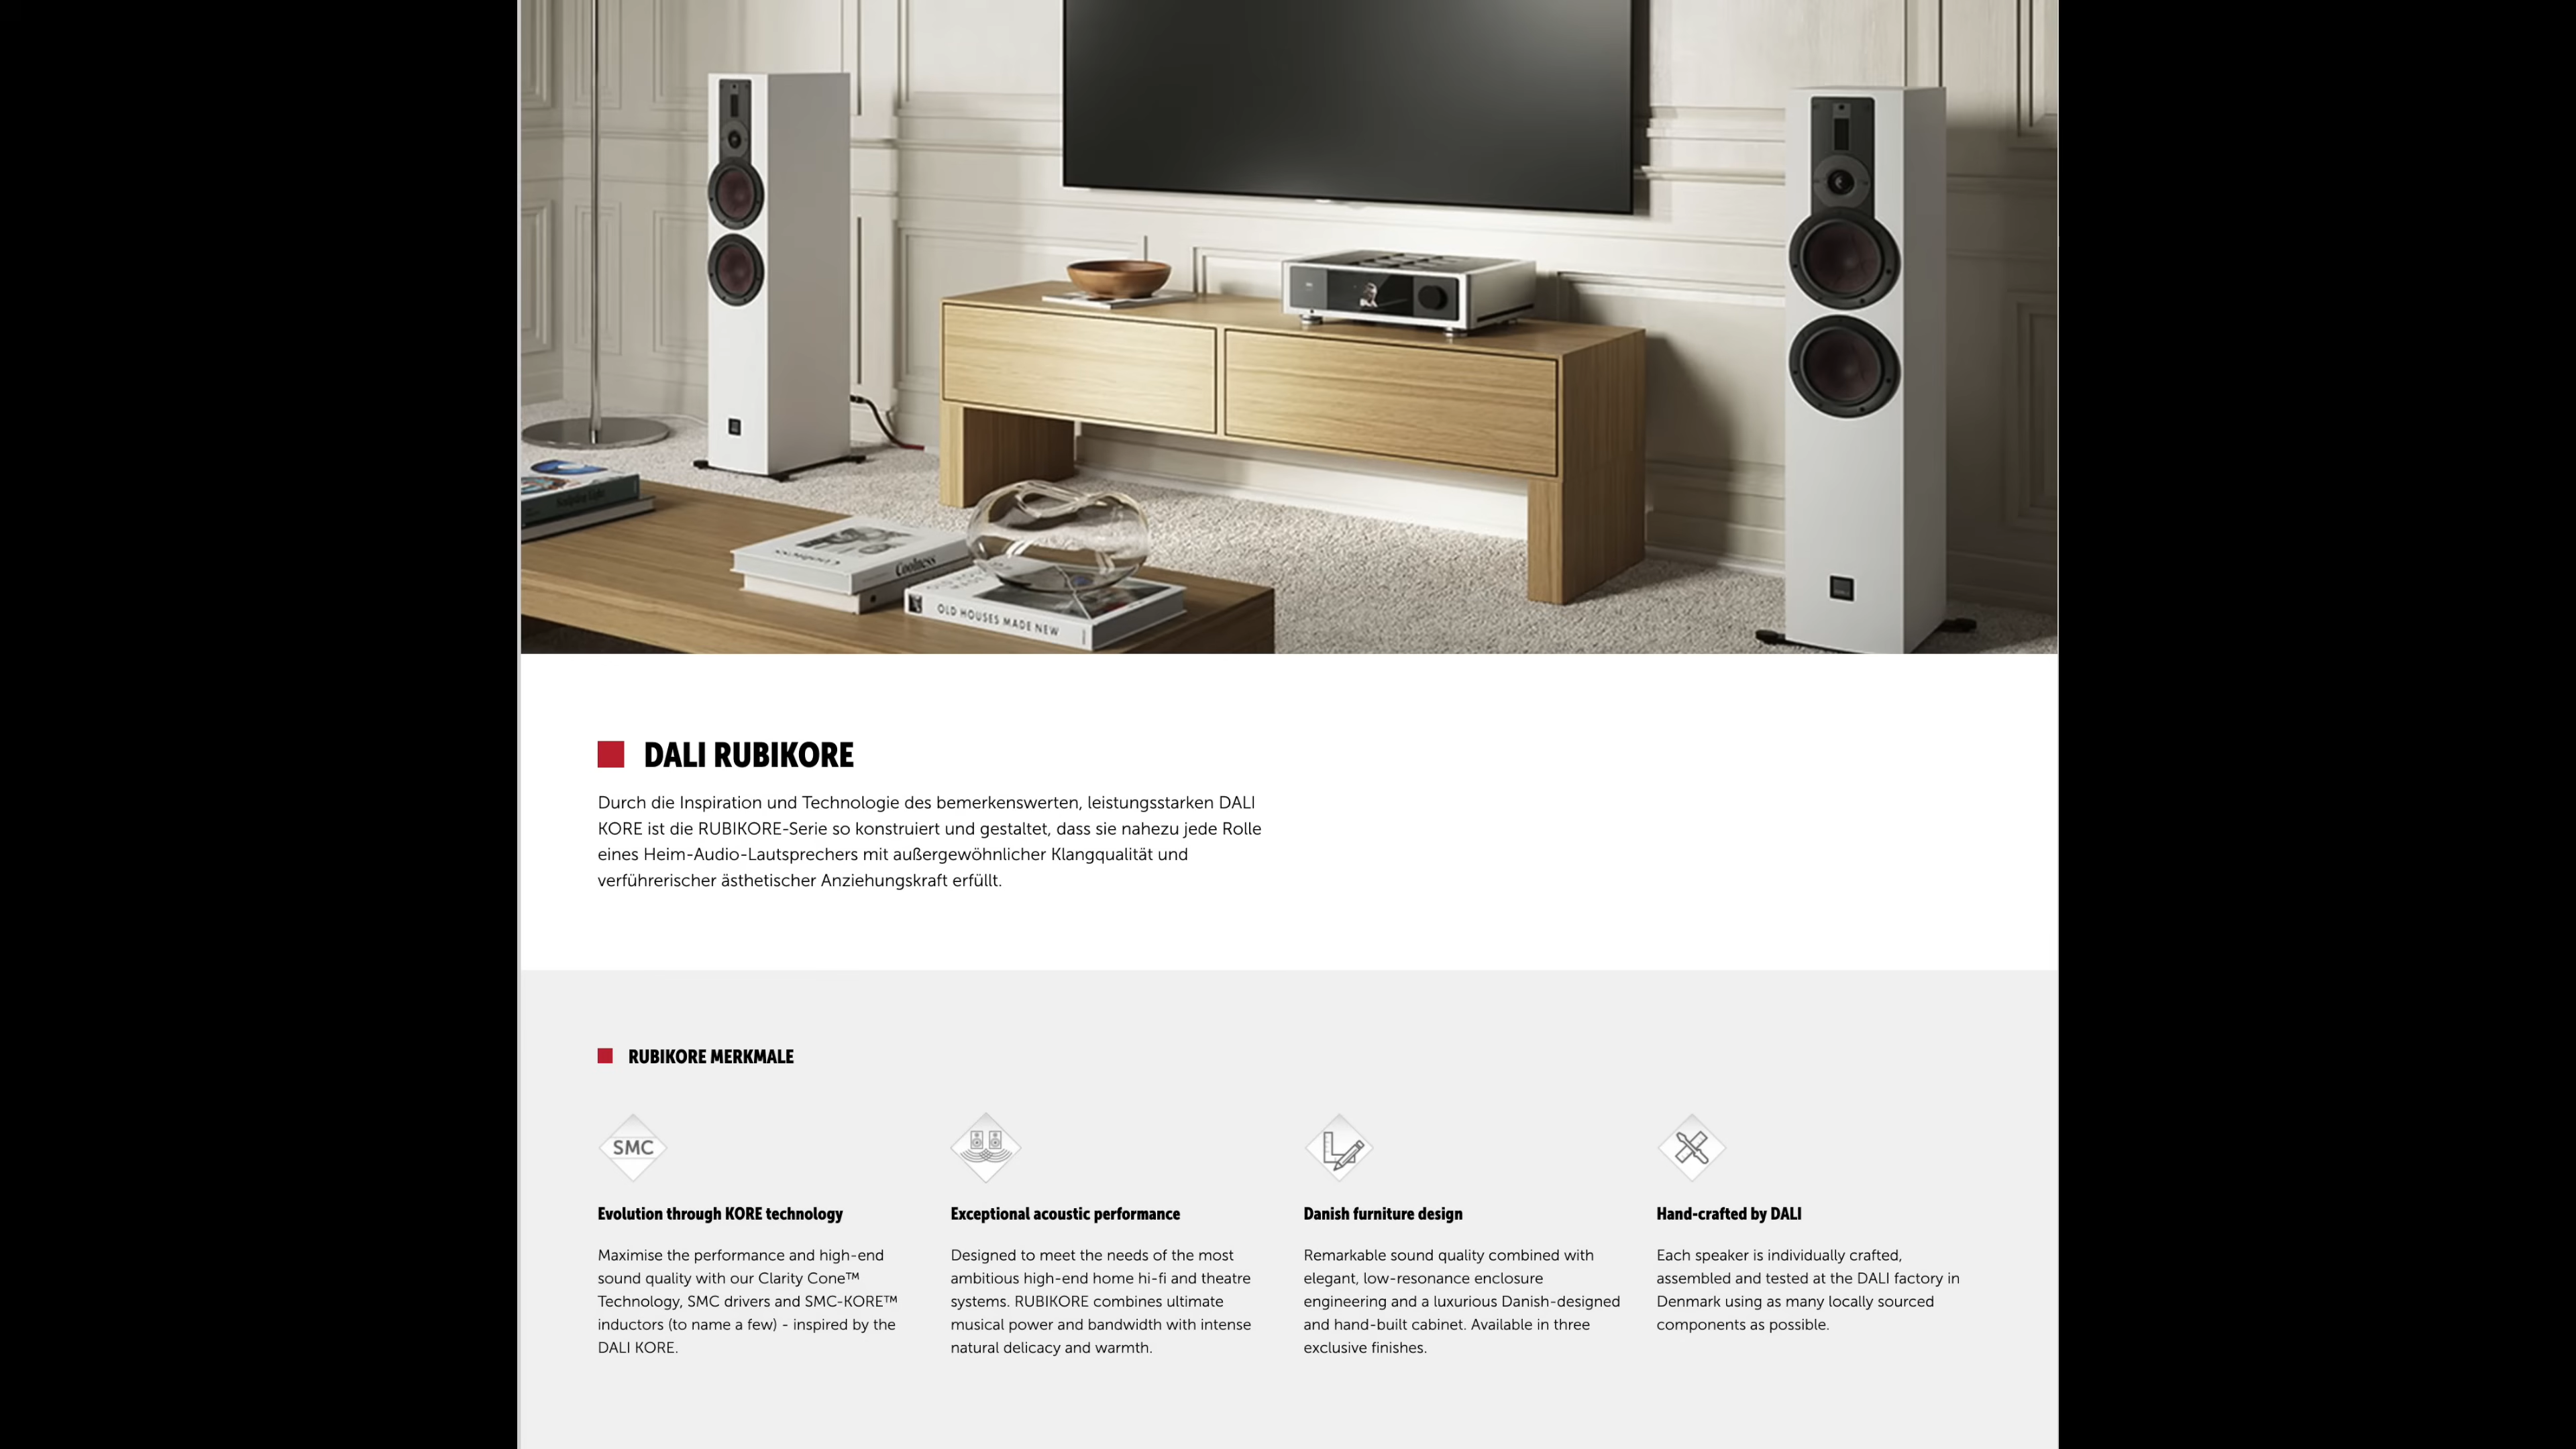 Sculpting Light
Coolness
OLD HOUSES MADE NEW
DALI RUBIKORE
Durch die Inspiration und Technologie des bemerkenswerten, leistungsstarken DALI
KORE ist die RUBIKORE-Serie so konstruiert und gestaltet, dass sie nahezu jede Rolle
eines Heim-Audio-Lautsprechers mit außergewöhnlicher Klangqualität und
verführerischer ästhetischer Anziehungskraft erfüllt.
RUBIKORE MERKMALE
SMC
Evolution through KORE technology
Maximise the performance and high-end
sound quality with our Clarity Cone™
Technology, SMC drivers and SMC-KORE™
inductors (to name a few) - inspired by the
DALI KORE.
Exceptional acoustic performance
Designed to meet the needs of the most
ambitious high-end home hi-fi and theatre
systems. RUBIKORE combines ultimate
musical power and bandwidth with intense
natural delicacy and warmth.
Danish furniture design
Remarkable sound quality combined with
elegant, low-resonance enclosure
engineering and a luxurious Danish-designed
and hand-built cabinet. Available in three
exclusive finishes.
Hand-crafted by DALI
Each speaker is individually crafted,
assembled and tested at the DALI factory in
Denmark using as many locally sourced
components as possible.